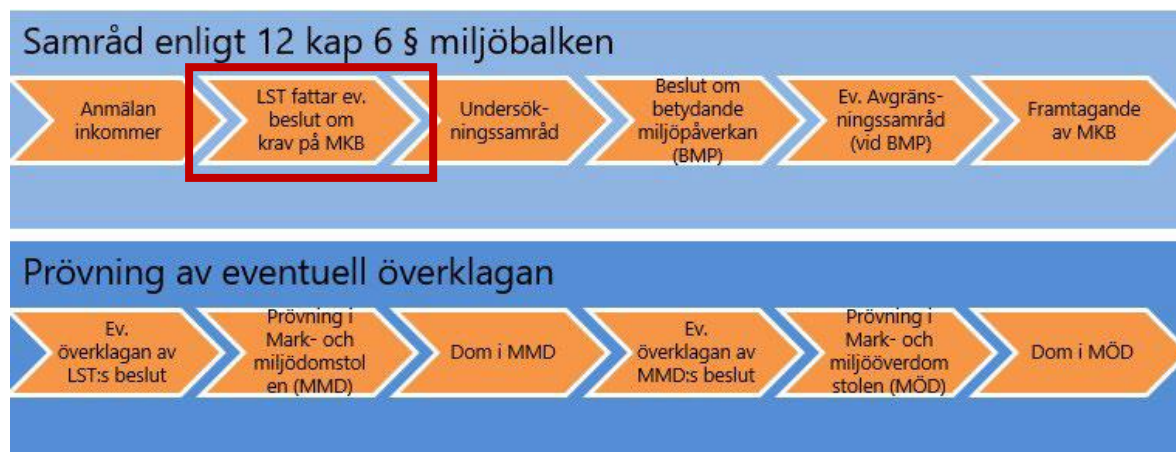 Samråd enligt 12 kap 6 § miljöbalken
Anmälan
inkommer
LST fattar ev.
beslut om
krav på MKB
Undersök-
ningssamråd
Beslut om
betydande
miljöpåverkan
(BMP)
Ev. Avgräns-
ningssamråd
(vid BMP)
Framtagande
av MKB
Prövning av eventuell överklagan
Ev.
överklagan av
LST:s beslut
Prövning i
Mark- och
miljödomstol
en (MMD)
Dom i MMD
Ev.
överklagan av
MMD:s beslut
Prövning i
Mark- och
miljööverdom
stolen (MÖD)
Dom i MÖD